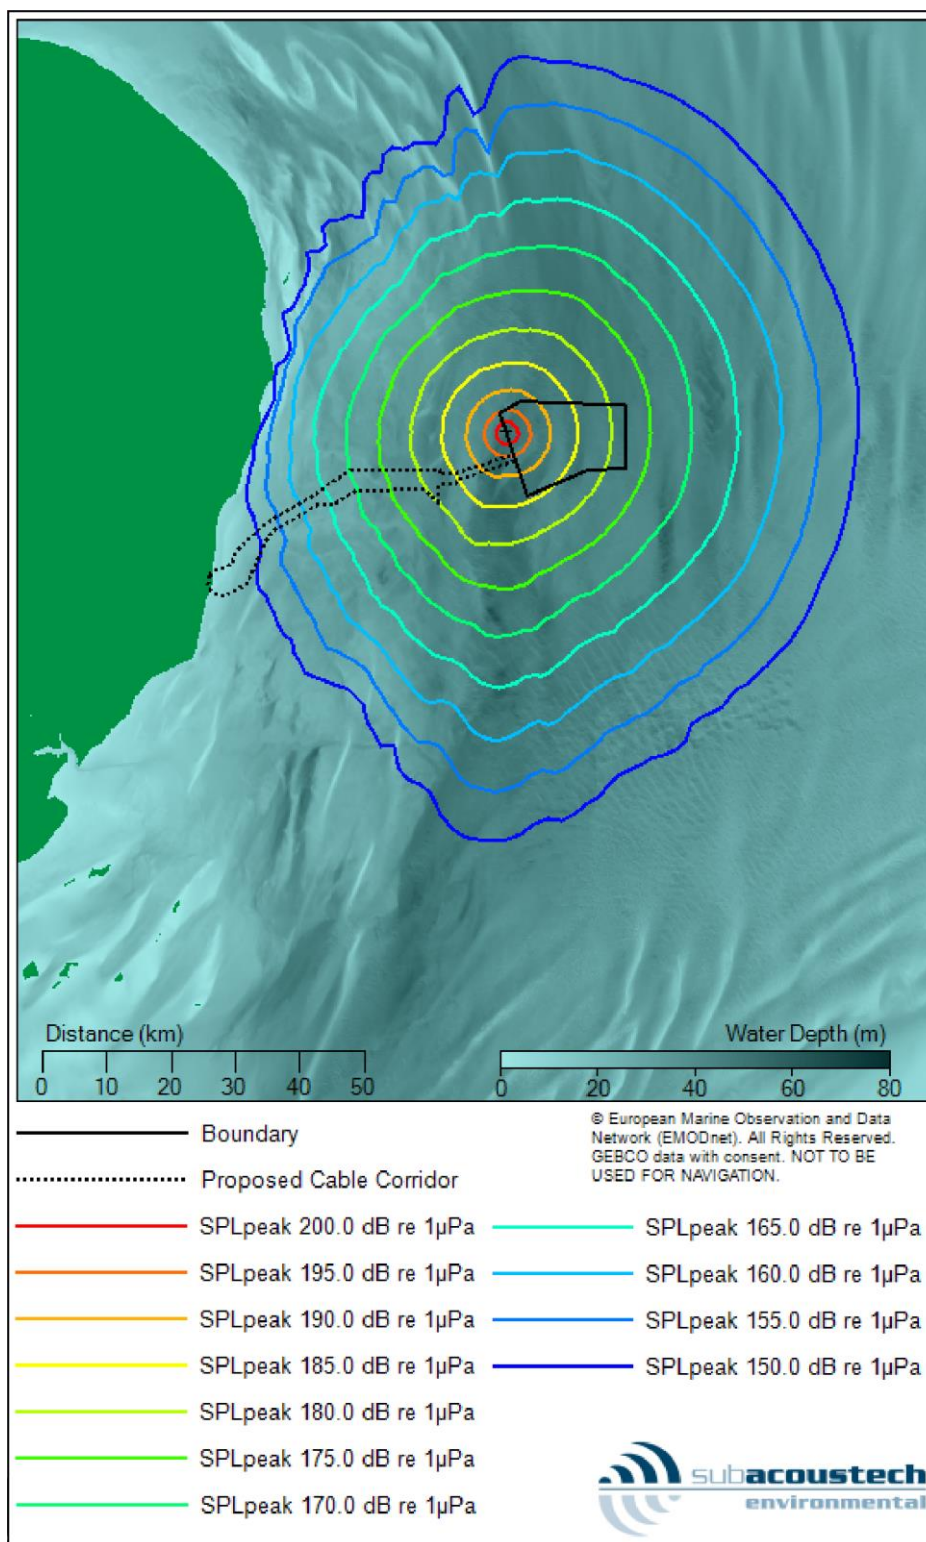 Distance (km)
0 10 20 30 40 50
Water Depth (m)
0 20 40 60 80
Boundary
Proposed Cable Corridor
© European Marine Observation and Data
Network (EMODnet). All Rights Reserved.
GEBCO data with consent. NOT TO BE
USED FOR NAVIGATION.
SPLpeak 200.0 dB re 1µPa
SPLpeak 195.0 dB re 1µPa
SPLpeak 190.0 dB re 1µPa
SPLpeak 185.0 dB re 1µPa
SPLpeak 180.0 dB re 1µPa
SPLpeak 175.0 dB re 1µPa
SPLpeak 170.0 dB re 1µPa
SPLpeak 165.0 dB re 1µPa
SPLpeak 160.0 dB re 1µPa
SPLpeak 155.0 dB re 1µPa
SPLpeak 150.0 dB re 1µPa
subacoustech
environmental